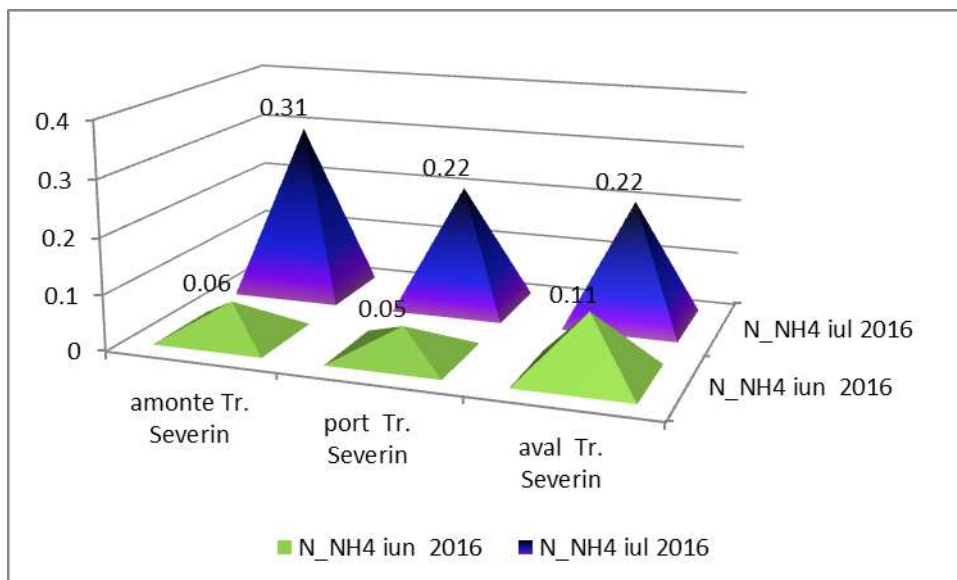 0.4
0.3
0.2
0.1
0
0.31
0.22
0.22
0.06
0.05
0.11
N_NH4 iul 2016
N_NH4 iun  2016
amonte Tr.
Severin
port  Tr.
Severin
aval  Tr.
Severin
N_NH4 iun  2016
N_NH4 iul 2016